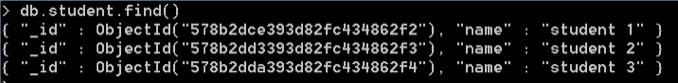 > db.student.find()
{ "_id" : ObjectId("578b2dce393d82fc434862f2"), "name" : "student 1" }
{ "_id" : ObjectId("578b2dd3393d82fc434862f3"), "name" : "student 2" }
{ "_id" : ObjectId("578b2dda393d82fc434862f4"), "name" : "student 3" }